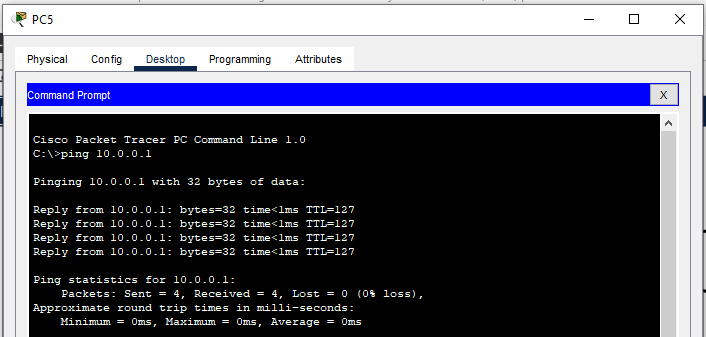 PC5
Physical Config Desktop Programming Attributes
Command Prompt
X
Cisco Packet Tracer PC Command Line 1.0
C:\>ping 10.0.0.1
Pinging 10.0.0.1 with 32 bytes of data:
Reply from 10.0.0.1: bytes=32 time<1ms TTL=127
Reply from 10.0.0.1: bytes=32 time<1ms TTL=127
Reply from 10.0.0.1: bytes=32 time<1ms TTL=127
Reply from 10.0.0.1: bytes=32 time<1ms TTL=127
Ping statistics for 10.0.0.1:
Packets: Sent = 4, Received = 4, Lost = 0 (0% loss),
Approximate round trip times in milli-seconds:
Minimum = 0ms, Maximum = 0ms, Average = 0ms